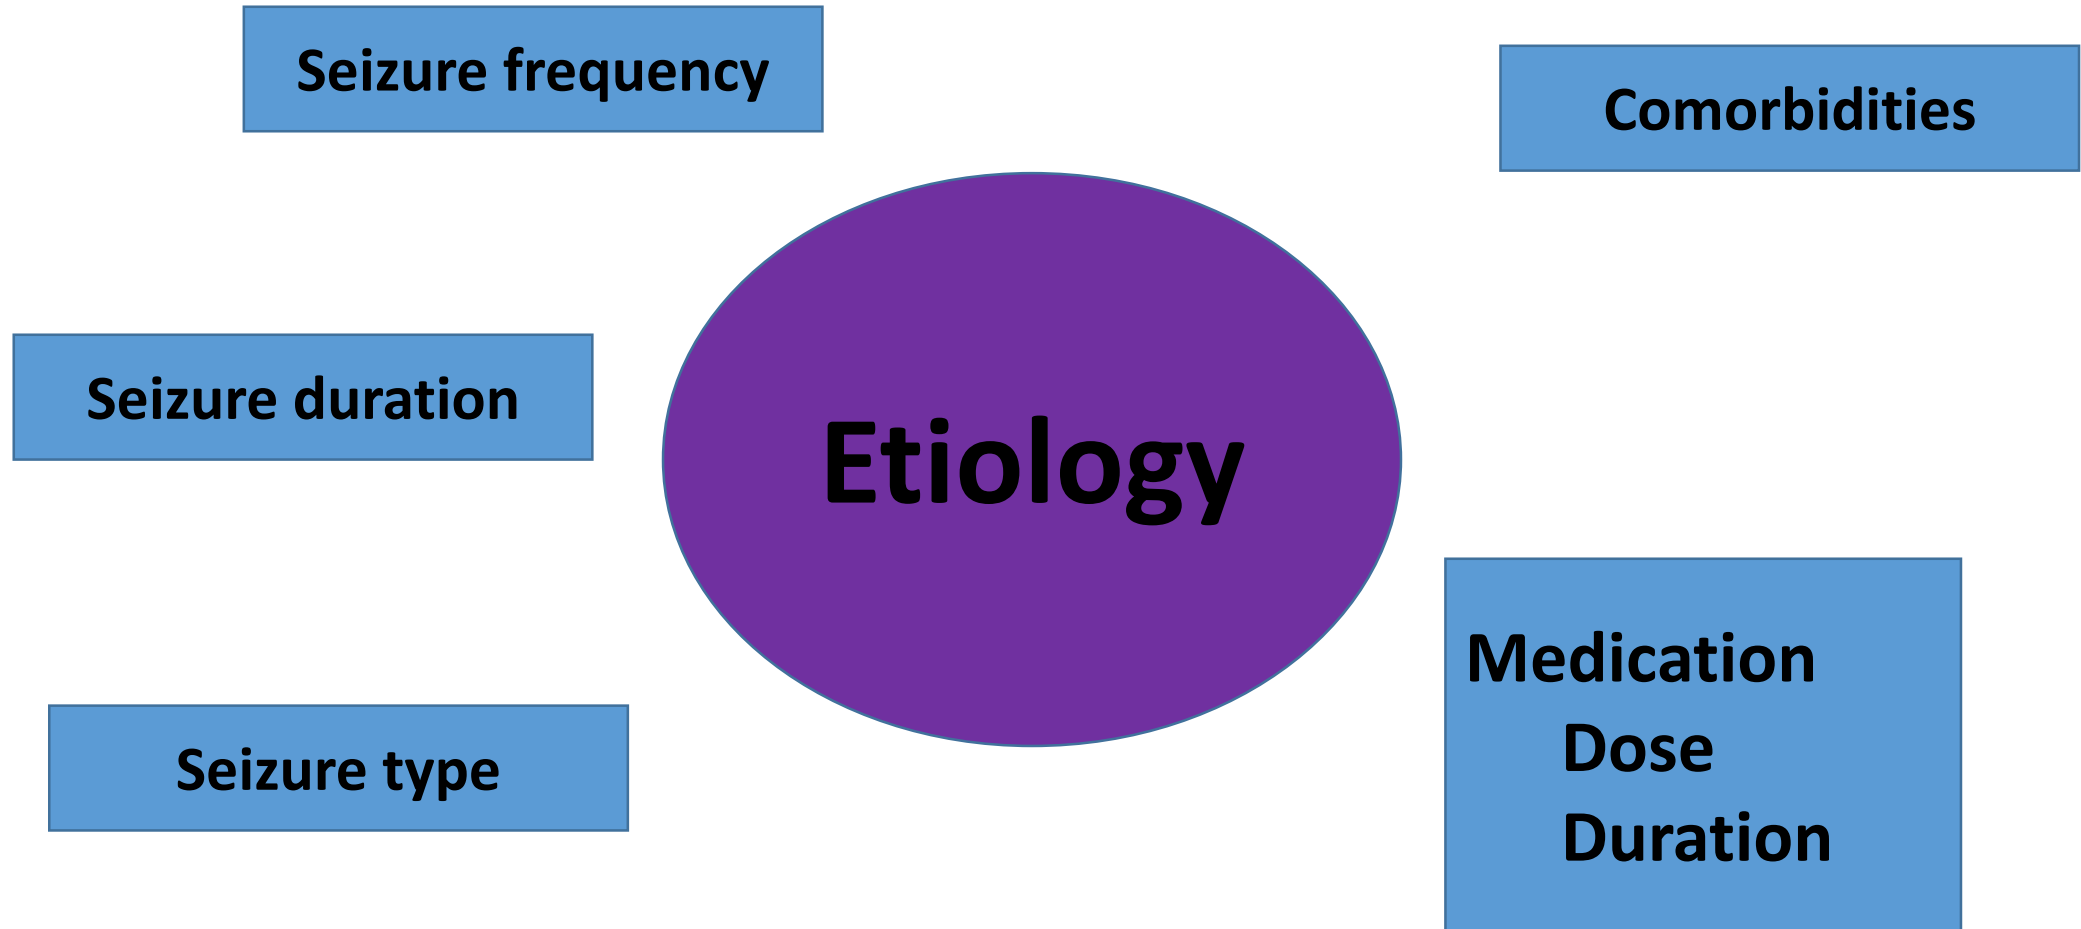 Seizure frequency
Comorbidities
Seizure duration
Etiology
Seizure type
Medication
Dose
Duration